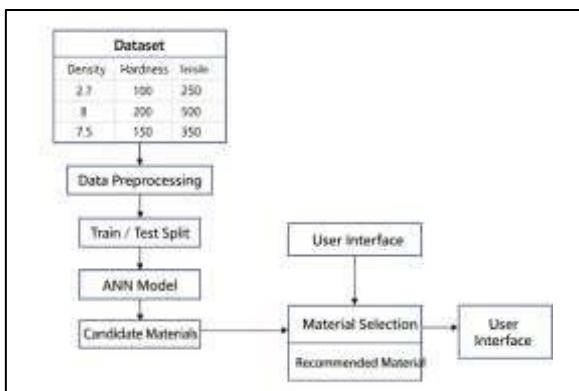 Dataset
Density Hardness Tensile
2.7 100 250
8 200 500
7.5 150 350
Data Preprocessing
Train / Test Split
User Interface
ANN Model
Candidate Materials
Material Selection
Recommended Material
User
Interface